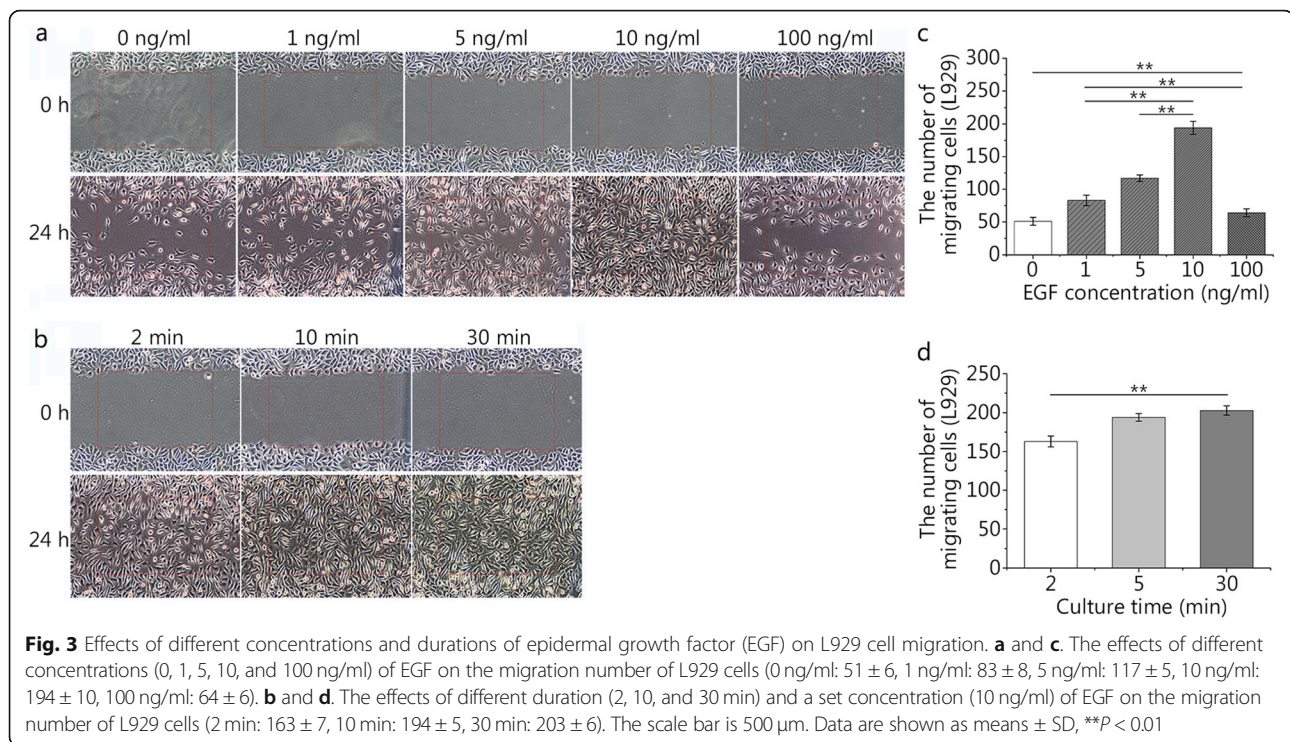 a
0 ng/ml 1 ng/ml 5 ng/ml 10 ng/ml 100 ng/ml
0 h
24 h
b
2 min 10 min 30 min
0 h
24 h
c
The number of
migrating cells (L929)
300
250
200
150
100
50
0
** 
**
**
**
0 1 5 10 100
EGF concentration (ng/ml)
d
The number of
migrating cells (L929)
250
200
150
100
50
0
**
2 5 30
Culture time (min)
Fig. 3 Effects of different concentrations and durations of epidermal growth factor (EGF) on L929 cell migration. a and c. The effects of different
concentrations (0, 1, 5, 10, and 100 ng/ml) of EGF on the migration number of L929 cells (0 ng/ml: 51 ± 6, 1 ng/ml: 83 ± 8, 5 ng/ml: 117 ± 5, 10 ng/ml:
194 ± 10, 100 ng/ml: 64 ± 6). b and d. The effects of different duration (2, 10, and 30 min) and a set concentration (10 ng/ml) of EGF on the migration
number of L929 cells (2 min: 163 ± 7, 10 min: 194 ± 5, 30 min: 203 ± 6). The scale bar is 500 μm. Data are shown as means ± SD, **P < 0.01